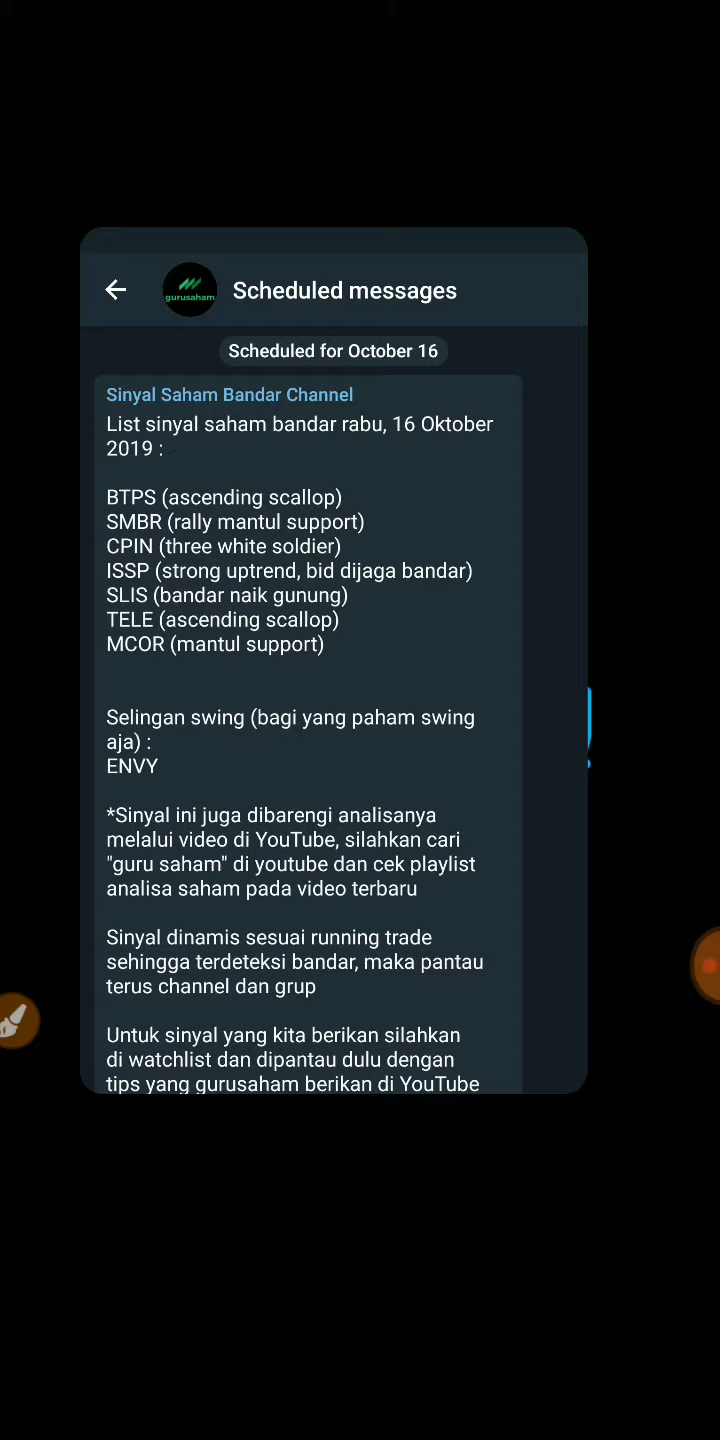 gurusaham
Scheduled messages
Scheduled for October 16
Sinyal Saham Bandar Channel
List sinyal saham bandar rabu, 16 Oktober
2019 :
BTPS (ascending scallop)
SMBR (rally mantul support)
CPIN (three white soldier)
ISSP (strong uptrend, bid dijaga bandar)
SLIS (bandar naik gunung)
TELE (ascending scallop)
MCOR (mantul support)
Selingan swing (bagi yang paham swing
aja) :
ENVY
*Sinyal ini juga dibarengi analisanya
melalui video di YouTube, silahkan cari
"guru saham" di youtube dan cek playlist
analisa saham pada video terbaru
Sinyal dinamis sesuai running trade
sehingga terdeteksi bandar, maka pantau
terus channel dan grup
Untuk sinyal yang kita berikan silahkan
di watchlist dan dipantau dulu dengan
tips yang gurusaham berikan di YouTube